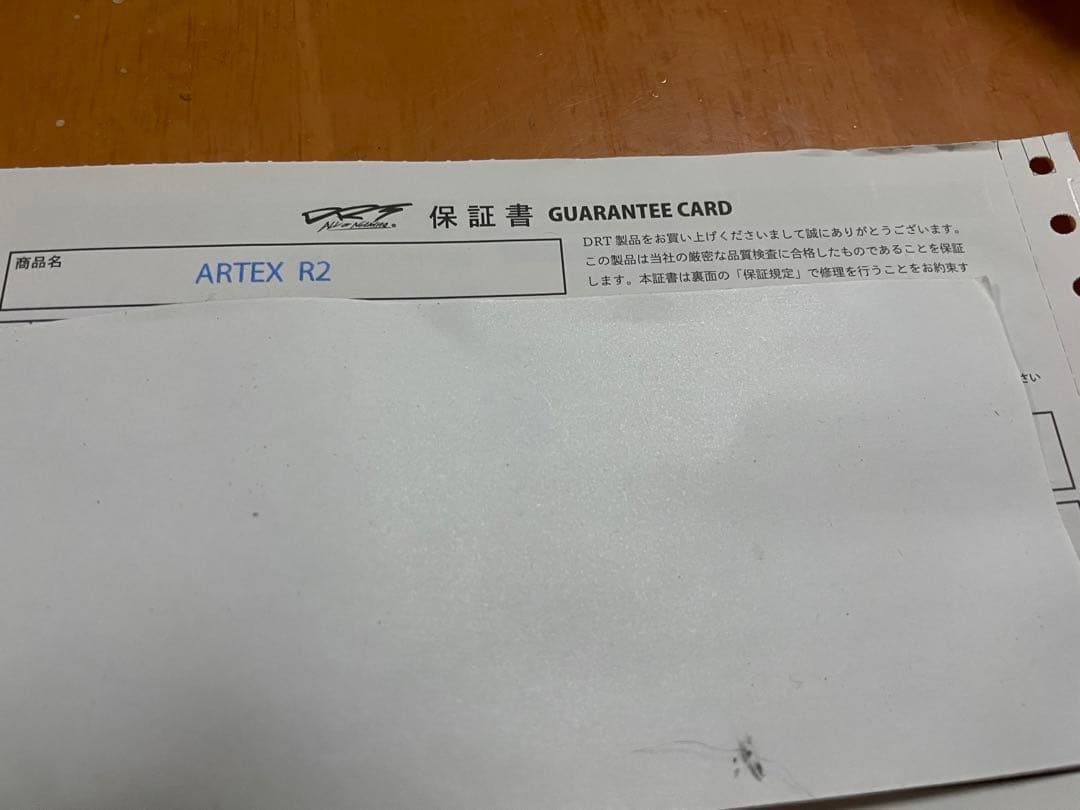 DRT 保証書 GUARANTEE CARD
商品名
ARTEX R2
DRT 製品をお買い上げくださいまして誠にありがとうございます。
この製品は当社の厳密な品質検査に合格したものであることを保証
します。本証書は裏面の「保証規定」で修理を行うことをお約束す
さい